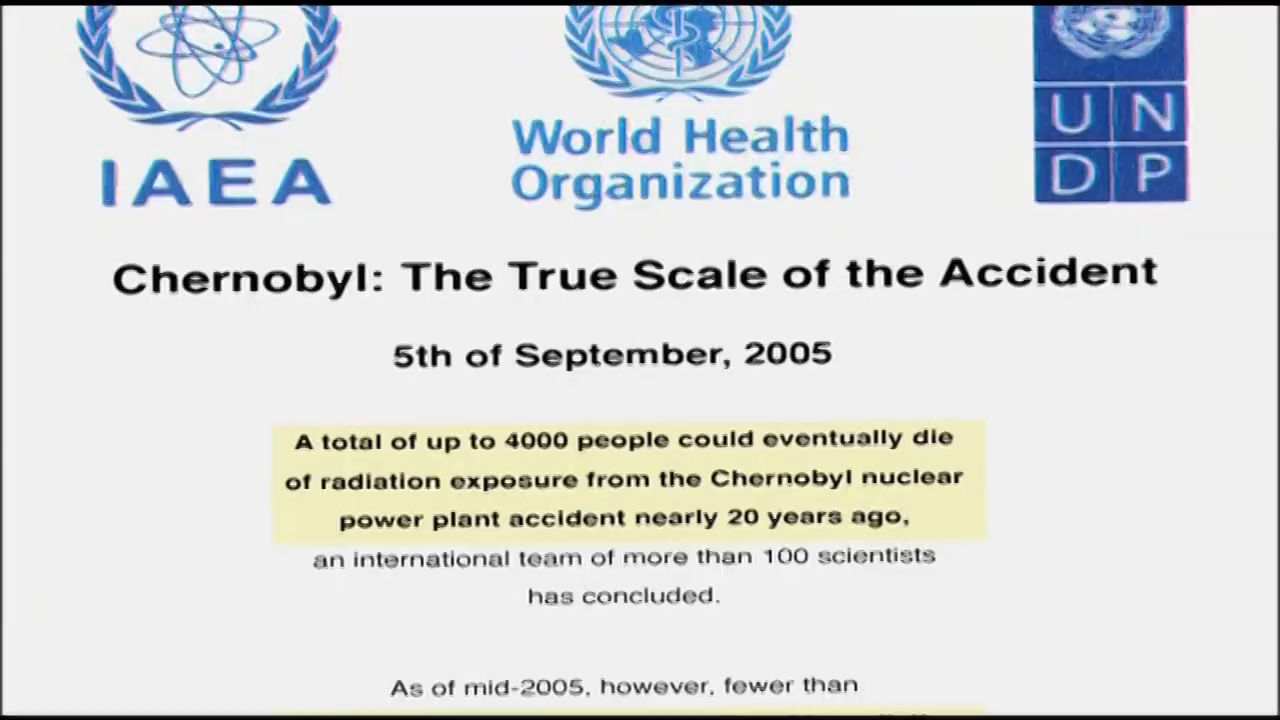 IAEA
World Health
Organization
UN
DP
Chernobyl: The True Scale of the Accident
5th of September, 2005
A total of up to 4000 people could eventually die
of radiation exposure from the Chernobyl nuclear
power plant accident nearly 20 years ago,
an international team of more than 100 scientists
has concluded.
As of mid-2005, however, fewer than